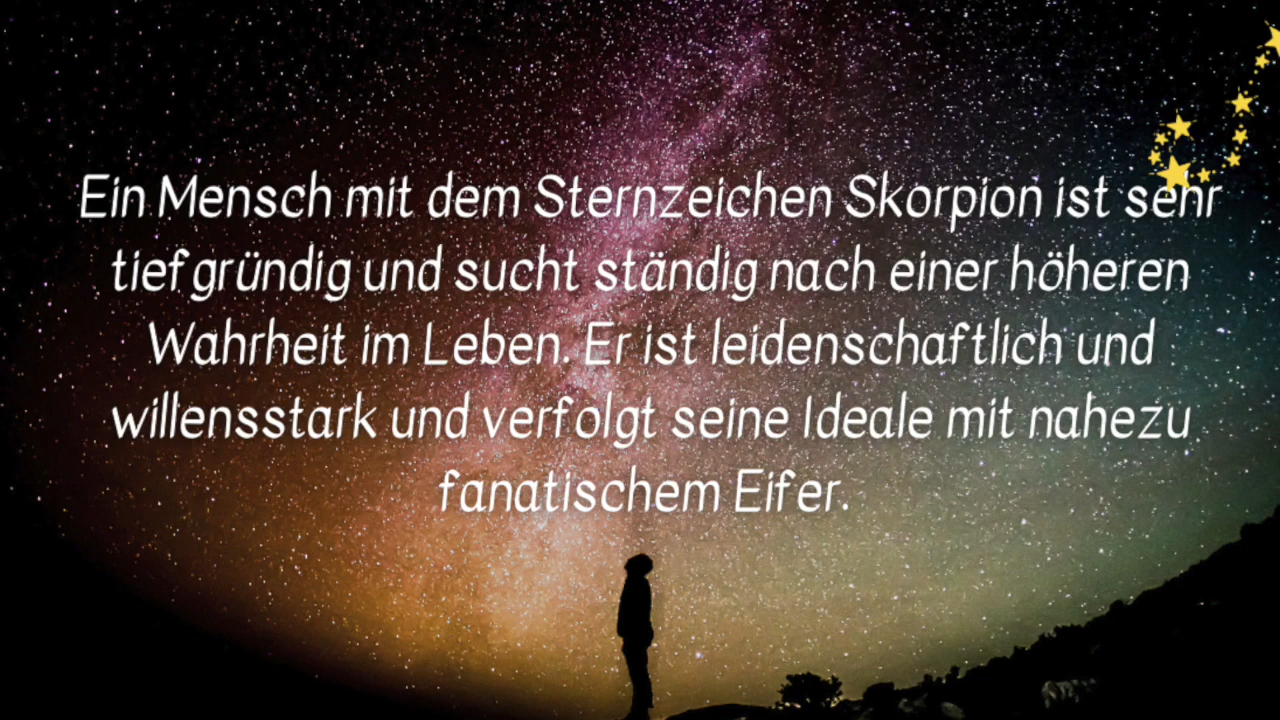 Ein Mensch mit dem Sternzeichen Skorpion ist sehr
tiefgründig und sucht ständig nach einer höheren
Wahrheit im Leben. Er ist leidenschaftlich und
willensstark und verfolgt seine Ideale mit nahezu
fanatischem Eifer.